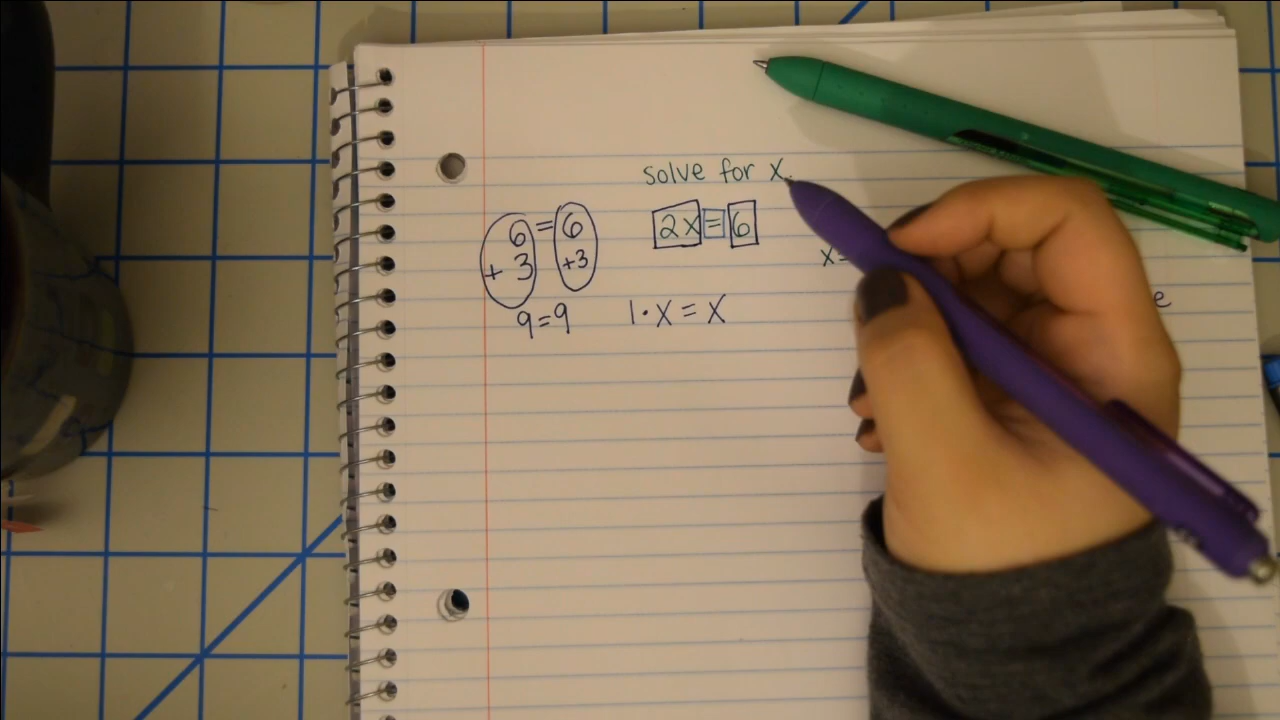 solve for x
6 = 6
+ 3 +3
9=9
2x = 6
1·x = x
x=
e